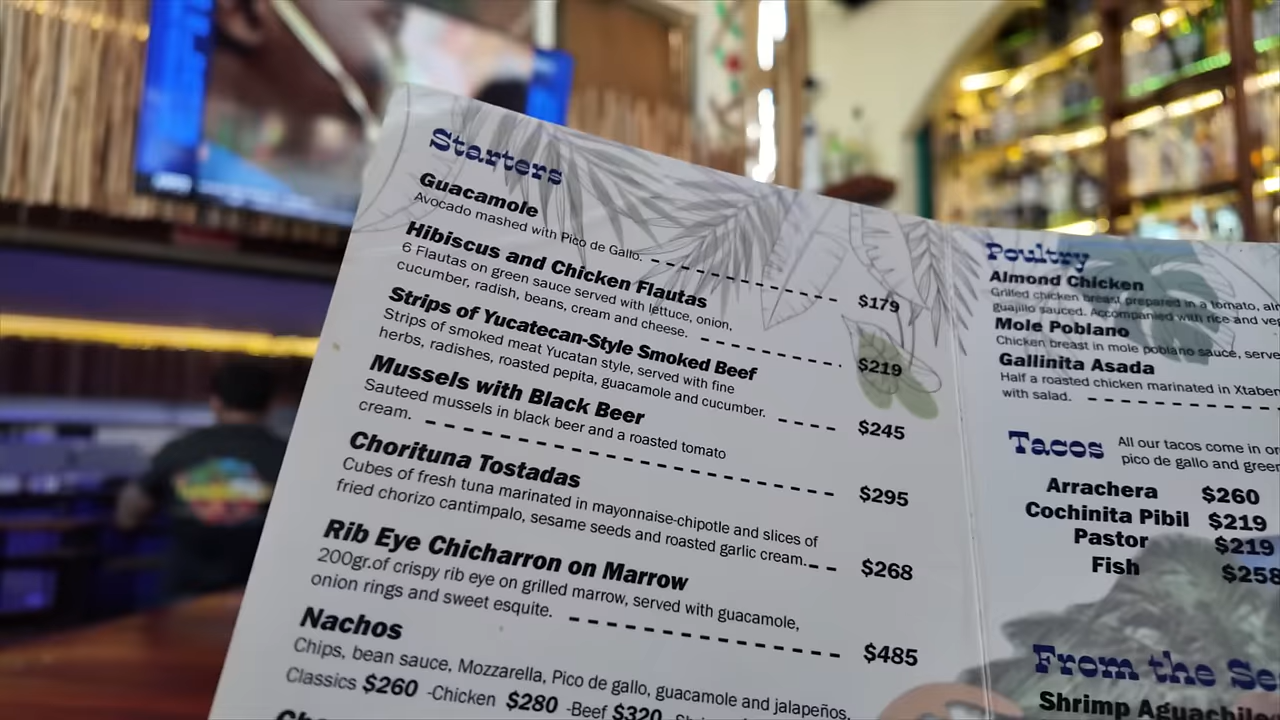 Starters
Guacamole
Avocado mashed with Pico de Gallo. $179
Hibiscus and Chicken Flautas
6 Flautas on green sauce served with lettuce, onion,
cucumber, radish, beans, cream and cheese. $219
Strips of Yucatecan-Style Smoked Beef
Strips of smoked meat Yucatan style, served with fine
herbs, radishes, roasted pepita, guacamole and cucumber. $245
Mussels with Black Beer
Sauteed mussels in black beer and a roasted tomato
cream. $295
Chorituna Tostadas
Cubes of fresh tuna marinated in mayonnaise-chipotle and slices of
fried chorizo cantimpalo, sesame seeds and roasted garlic cream. $268
Rib Eye Chicharron on Marrow
200gr.of crispy rib eye on grilled marrow, served with guacamole,
onion rings and sweet esquite. $485
Nachos
Chips, bean sauce, Mozzarella, Pico de gallo, guacamole and jalapeños.
Classics $260 -Chicken $280 -Beef $320
Poultry
Almond Chicken
Grilled chicken breast prepared in a tomato,
guajillo sauced. Accompanied with rice and
Mole Poblano
Chicken breast in mole poblano sauce,
Gallinita Asada
Half a roasted chicken marinated in
with salad.
Tacos
All our tacos come in
pico de gallo and
Arrachera $260
Cochinita Pibil $219
Pastor $219
Fish $258
From the
Shrimp